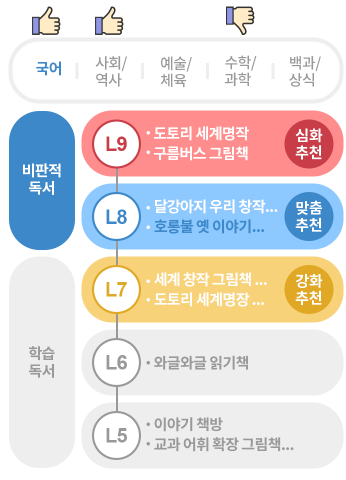 국어
사회/
역사
예술/
체육
수학/
과학
백과/
상식
비판적
독서
L9
• 도토리 세계명작
• 구름버스 그림책
심화
추천
L8
• 달강아지 우리 창작...
• 호롱불 옛 이야기...
맞춤
추천
L7
• 세계 창작 그림책 ...
• 도토리 세계명장 ...
강화
추천
학습
독서
L6
• 와글와글 읽기책
L5
• 이야기 책방
• 교과 어휘 확장 그림책...